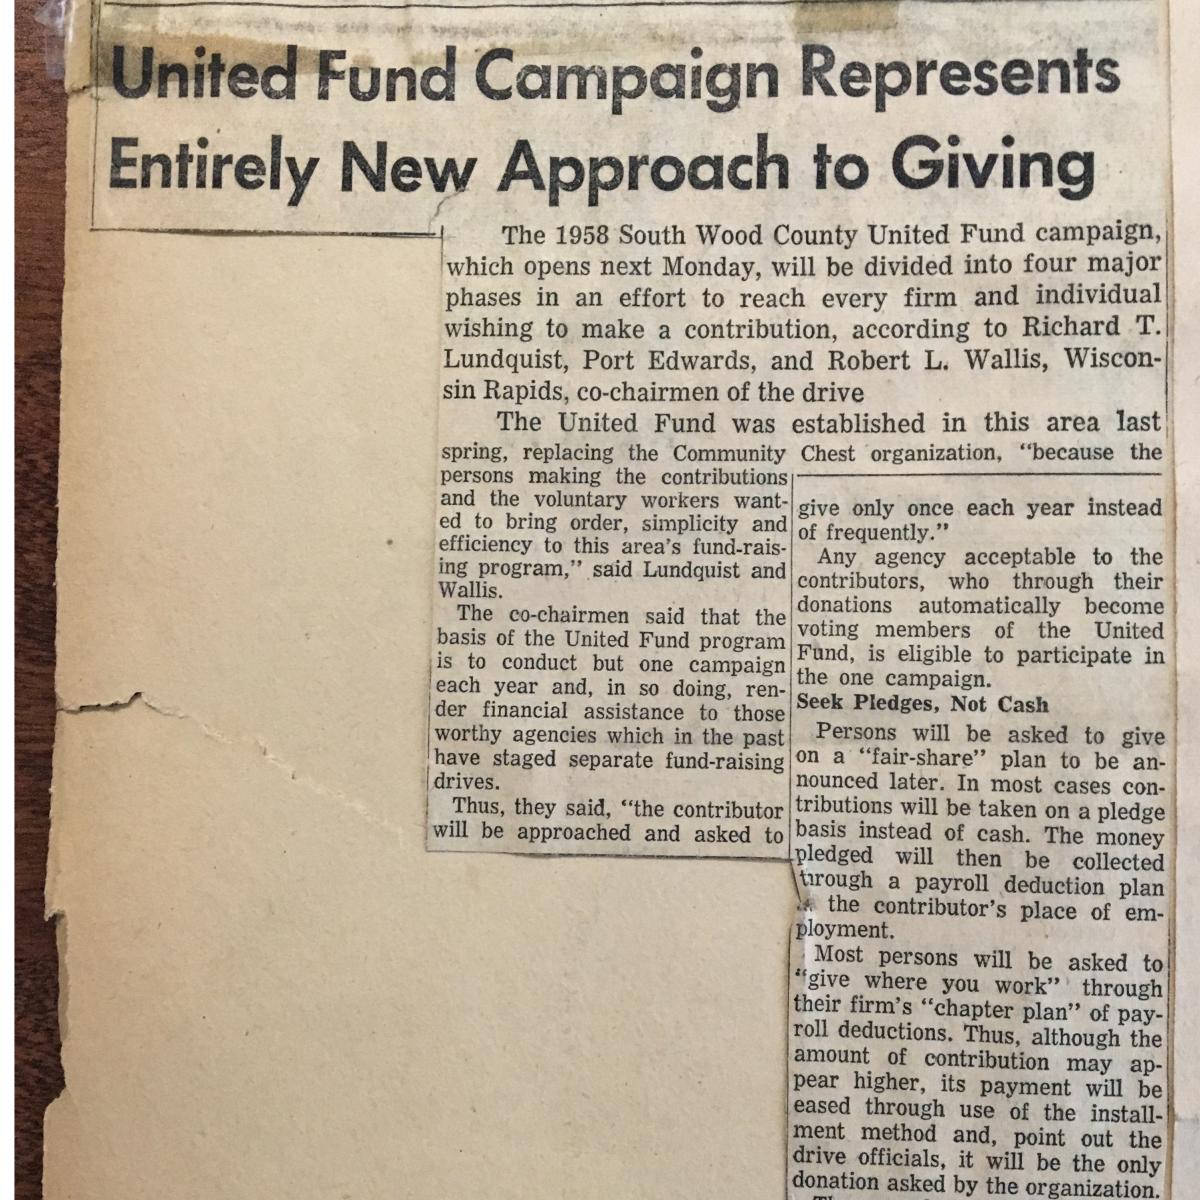 United Fund Campaign Represents
Entirely New Approach to Giving
The 1958 South Wood County United Fund campaign,
which opens next Monday, will be divided into four major
phases in an effort to reach every firm and individual
wishing to make a contribution, according to Richard T.
Lundquist, Port Edwards, and Robert L. Wallis, Wiscon-
sin Rapids, co-chairmen of the drive
The United Fund was established in this area last
spring, replacing the Community Chest organization, “because the
persons making the contributions
and the voluntary workers want-
ed to bring order, simplicity and
efficiency to this area’s fund-rais-
ing program,” said Lundquist and
Wallis.
The co-chairmen said that the
basis of the United Fund program
is to conduct but one campaign
each year and, in so doing, ren-
der financial assistance to those
worthy agencies which in the past
have staged separate fund-raising
drives.
Thus, they said, “the contributor
will be approached and asked to
give only once each year instead
of frequently.”
Any agency acceptable to the
contributors, who through their
donations automatically become
voting members of the United
Fund, is eligible to participate in
the one campaign.
Seek Pledges, Not Cash
Persons will be asked to give
on a “fair-share” plan to be an-
nounced later. In most cases con-
tributions will be taken on a pledge
basis instead of cash. The money
pledged will then be collected
through a payroll deduction plan
the contributor’s place of em-
ployment.
Most persons will be asked to
“give where you work” through
their firm’s “chapter plan” of pay-
roll deductions. Thus, although the
amount of contribution may ap-
pear higher, its payment will be
eased through use of the install-
ment method and, point out the
drive officials, it will be the only
donation asked by the organization.